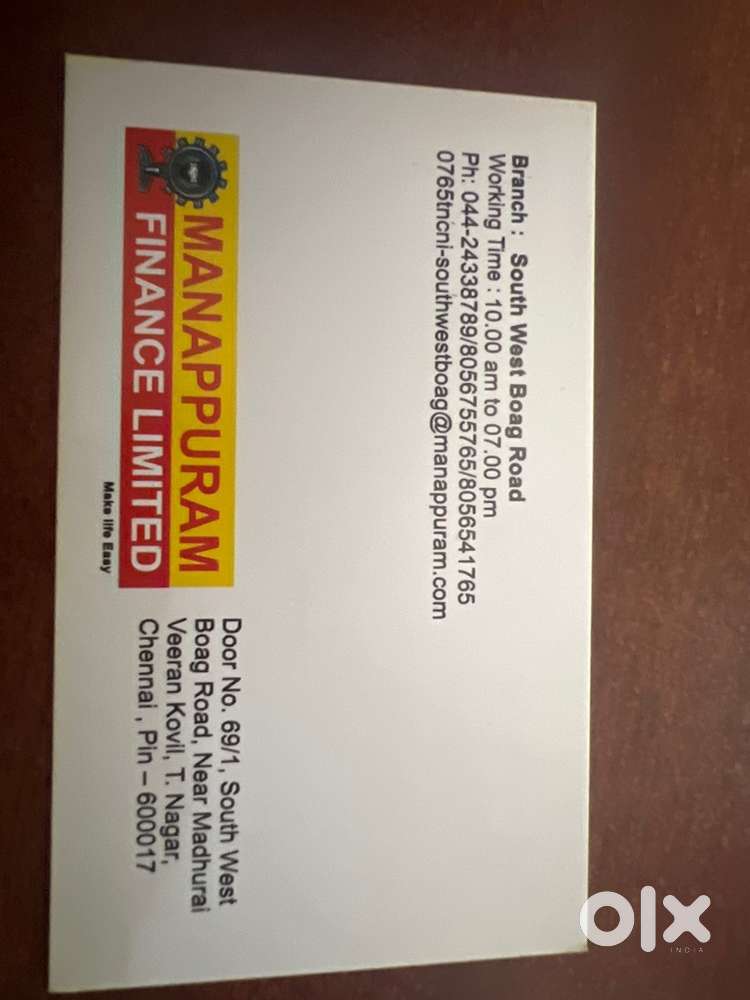 Branch : South West Boag Road
Working Time : 10.00 am to 07.00 pm
Ph: 044-24338789/8056755765/8056541765
0765tncni-southwestboag@manappuram.com
MANAPPURAM
FINANCE LIMITED
Make life Easy
Door No. 69/1, South West
Boag Road, Near Madhurai
Veeran Kovil, T. Nagar,
Chennai , Pin – 600017
olx
INDIA